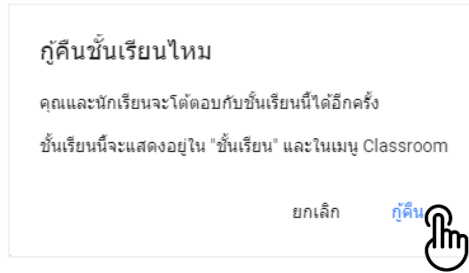 กู้คืนชั้นเรียนไหม
คุณและนักเรียนจะโต้ตอบกับชั้นเรียนนี้ได้อีกครั้ง
ชั้นเรียนนี้จะแสดงอยู่ใน "ชั้นเรียน" และในเมนู Classroom
ยกเลิก กู้คืน